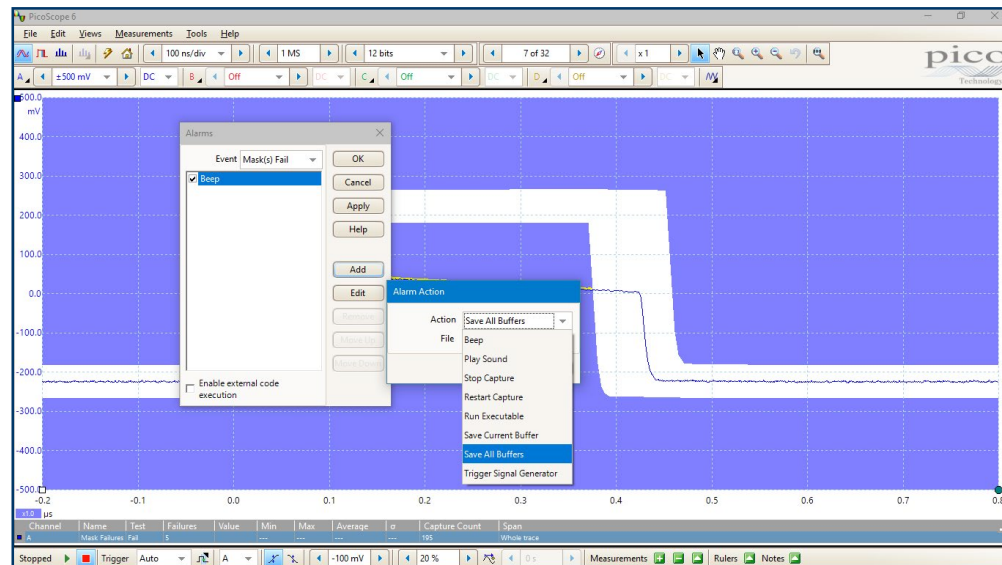 PicoScope 6
File Edit Views Measurements Tools Help
100 ns/div 1 MS 12 bits 7 of 32 x 1
pico
Technology
A ±500 mV DC B Off DC C Off DC D Off DC
500.0
mV
400.0
300.0
200.0
100.0
0.0
-100.0
-200.0
-300.0
-400.0
-500.0
Alarms
Event Mask(s) Fail
Beep
OK
Cancel
Apply
Help
Add
Edit
Remove
Move Up
Move Down
Enable external code
execution
Alarm Action
Action Save All Buffers
File
Beep
Play Sound
Stop Capture
Restart Capture
Run Executable
Save Current Buffer
Save All Buffers
Trigger Signal Generator
-0.2 -0.1 0.0 0.1 0.2 0.3 0.4 0.5 0.6 0.7 0.8
x1.0 µs
Channel Name Test Failures Value Min Max Average σ Capture Count Span
A Mask Failures Fail 5 --- --- --- --- --- 195 Whole trace
Stopped Trigger Auto A -100 mV 20 % 0 s Measurements Rulers Notes